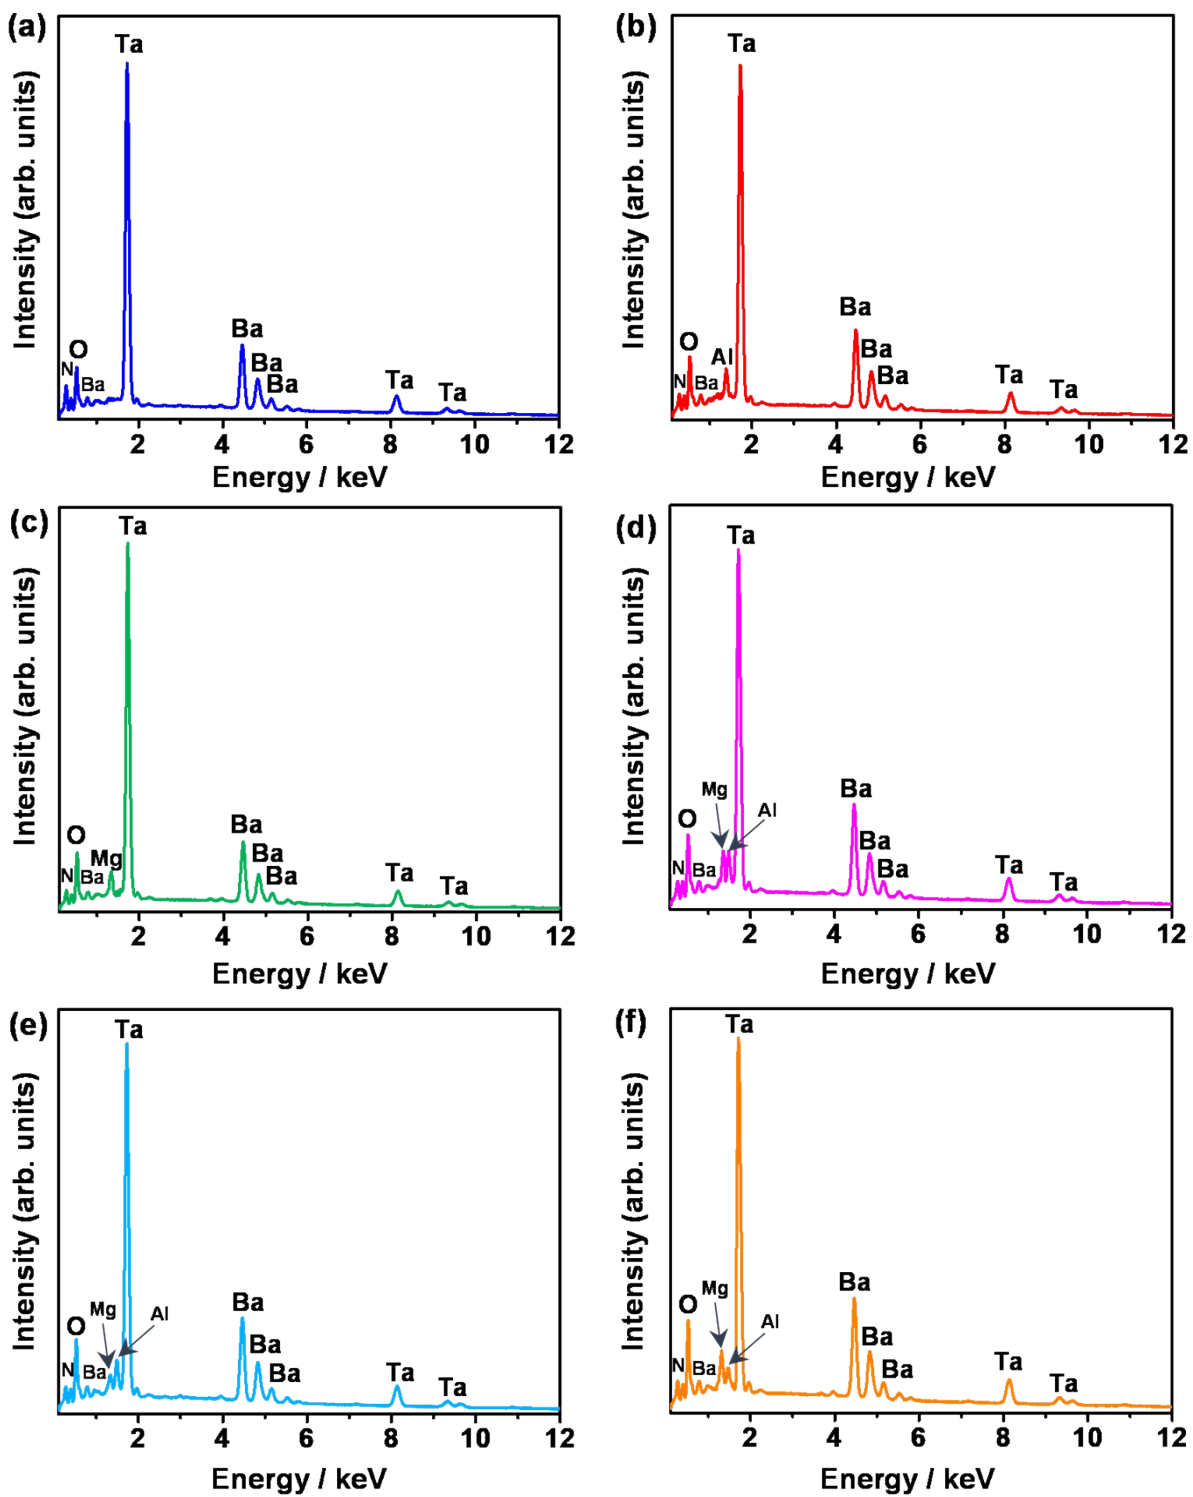 (a)
Intensity (arb. units)
Ta
O
N
Ba
Ba
Ba
Ba
Ta
Ta
2 4 6 8 10 12
Energy / keV
(b)
Intensity (arb. units)
Ta
O
N
Ba
Al
Ba
Ba
Ba
Ta
Ta
2 4 6 8 10 12
Energy / keV
(c)
Intensity (arb. units)
Ta
O
N
Ba
Mg
Ba
Ba
Ba
Ta
Ta
2 4 6 8 10 12
Energy / keV
(d)
Intensity (arb. units)
Ta
Mg
Al
O
N
Ba
Ba
Ba
Ba
Ta
Ta
2 4 6 8 10 12
Energy / keV
(e)
Intensity (arb. units)
Ta
Mg
Al
O
N
Ba
Ba
Ba
Ba
Ta
Ta
2 4 6 8 10 12
Energy / keV
(f)
Intensity (arb. units)
Ta
Mg
Al
O
N
Ba
Ba
Ba
Ba
Ta
Ta
2 4 6 8 10 12
Energy / keV